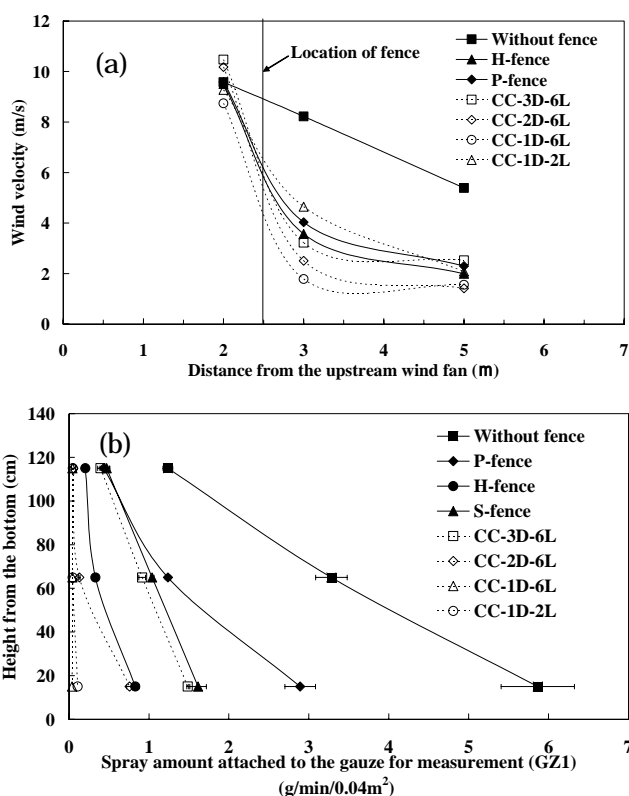 (a)
Location of fence
Without fence
H-fence
P-fence
CC-3D-6L
CC-2D-6L
CC-1D-6L
CC-1D-2L
Wind velocity (m/s)
12
10
8
6
4
2
0
0 1 2 3 4 5 6 7
Distance from the upstream wind fan (m)
(b)
Without fence
P-fence
H-fence
S-fence
CC-3D-6L
CC-2D-6L
CC-1D-6L
CC-1D-2L
Height from the bottom (cm)
140
120
100
80
60
40
20
0
0 1 2 3 4 5 6 7
Spray amount attached to the gauze for measurement (GZ1)
(g/min/0.04m²)